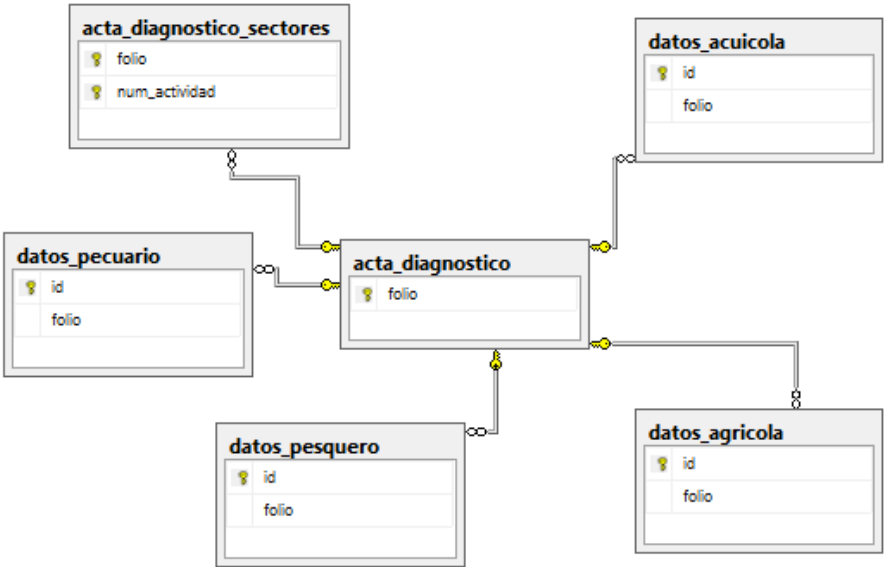 acta_diagnostico_sectores
folio
num_actividad
datos_acuicola
id
folio
datos_pecuario
id
folio
acta_diagnostico
folio
datos_pesquero
id
folio
datos_agricola
id
folio